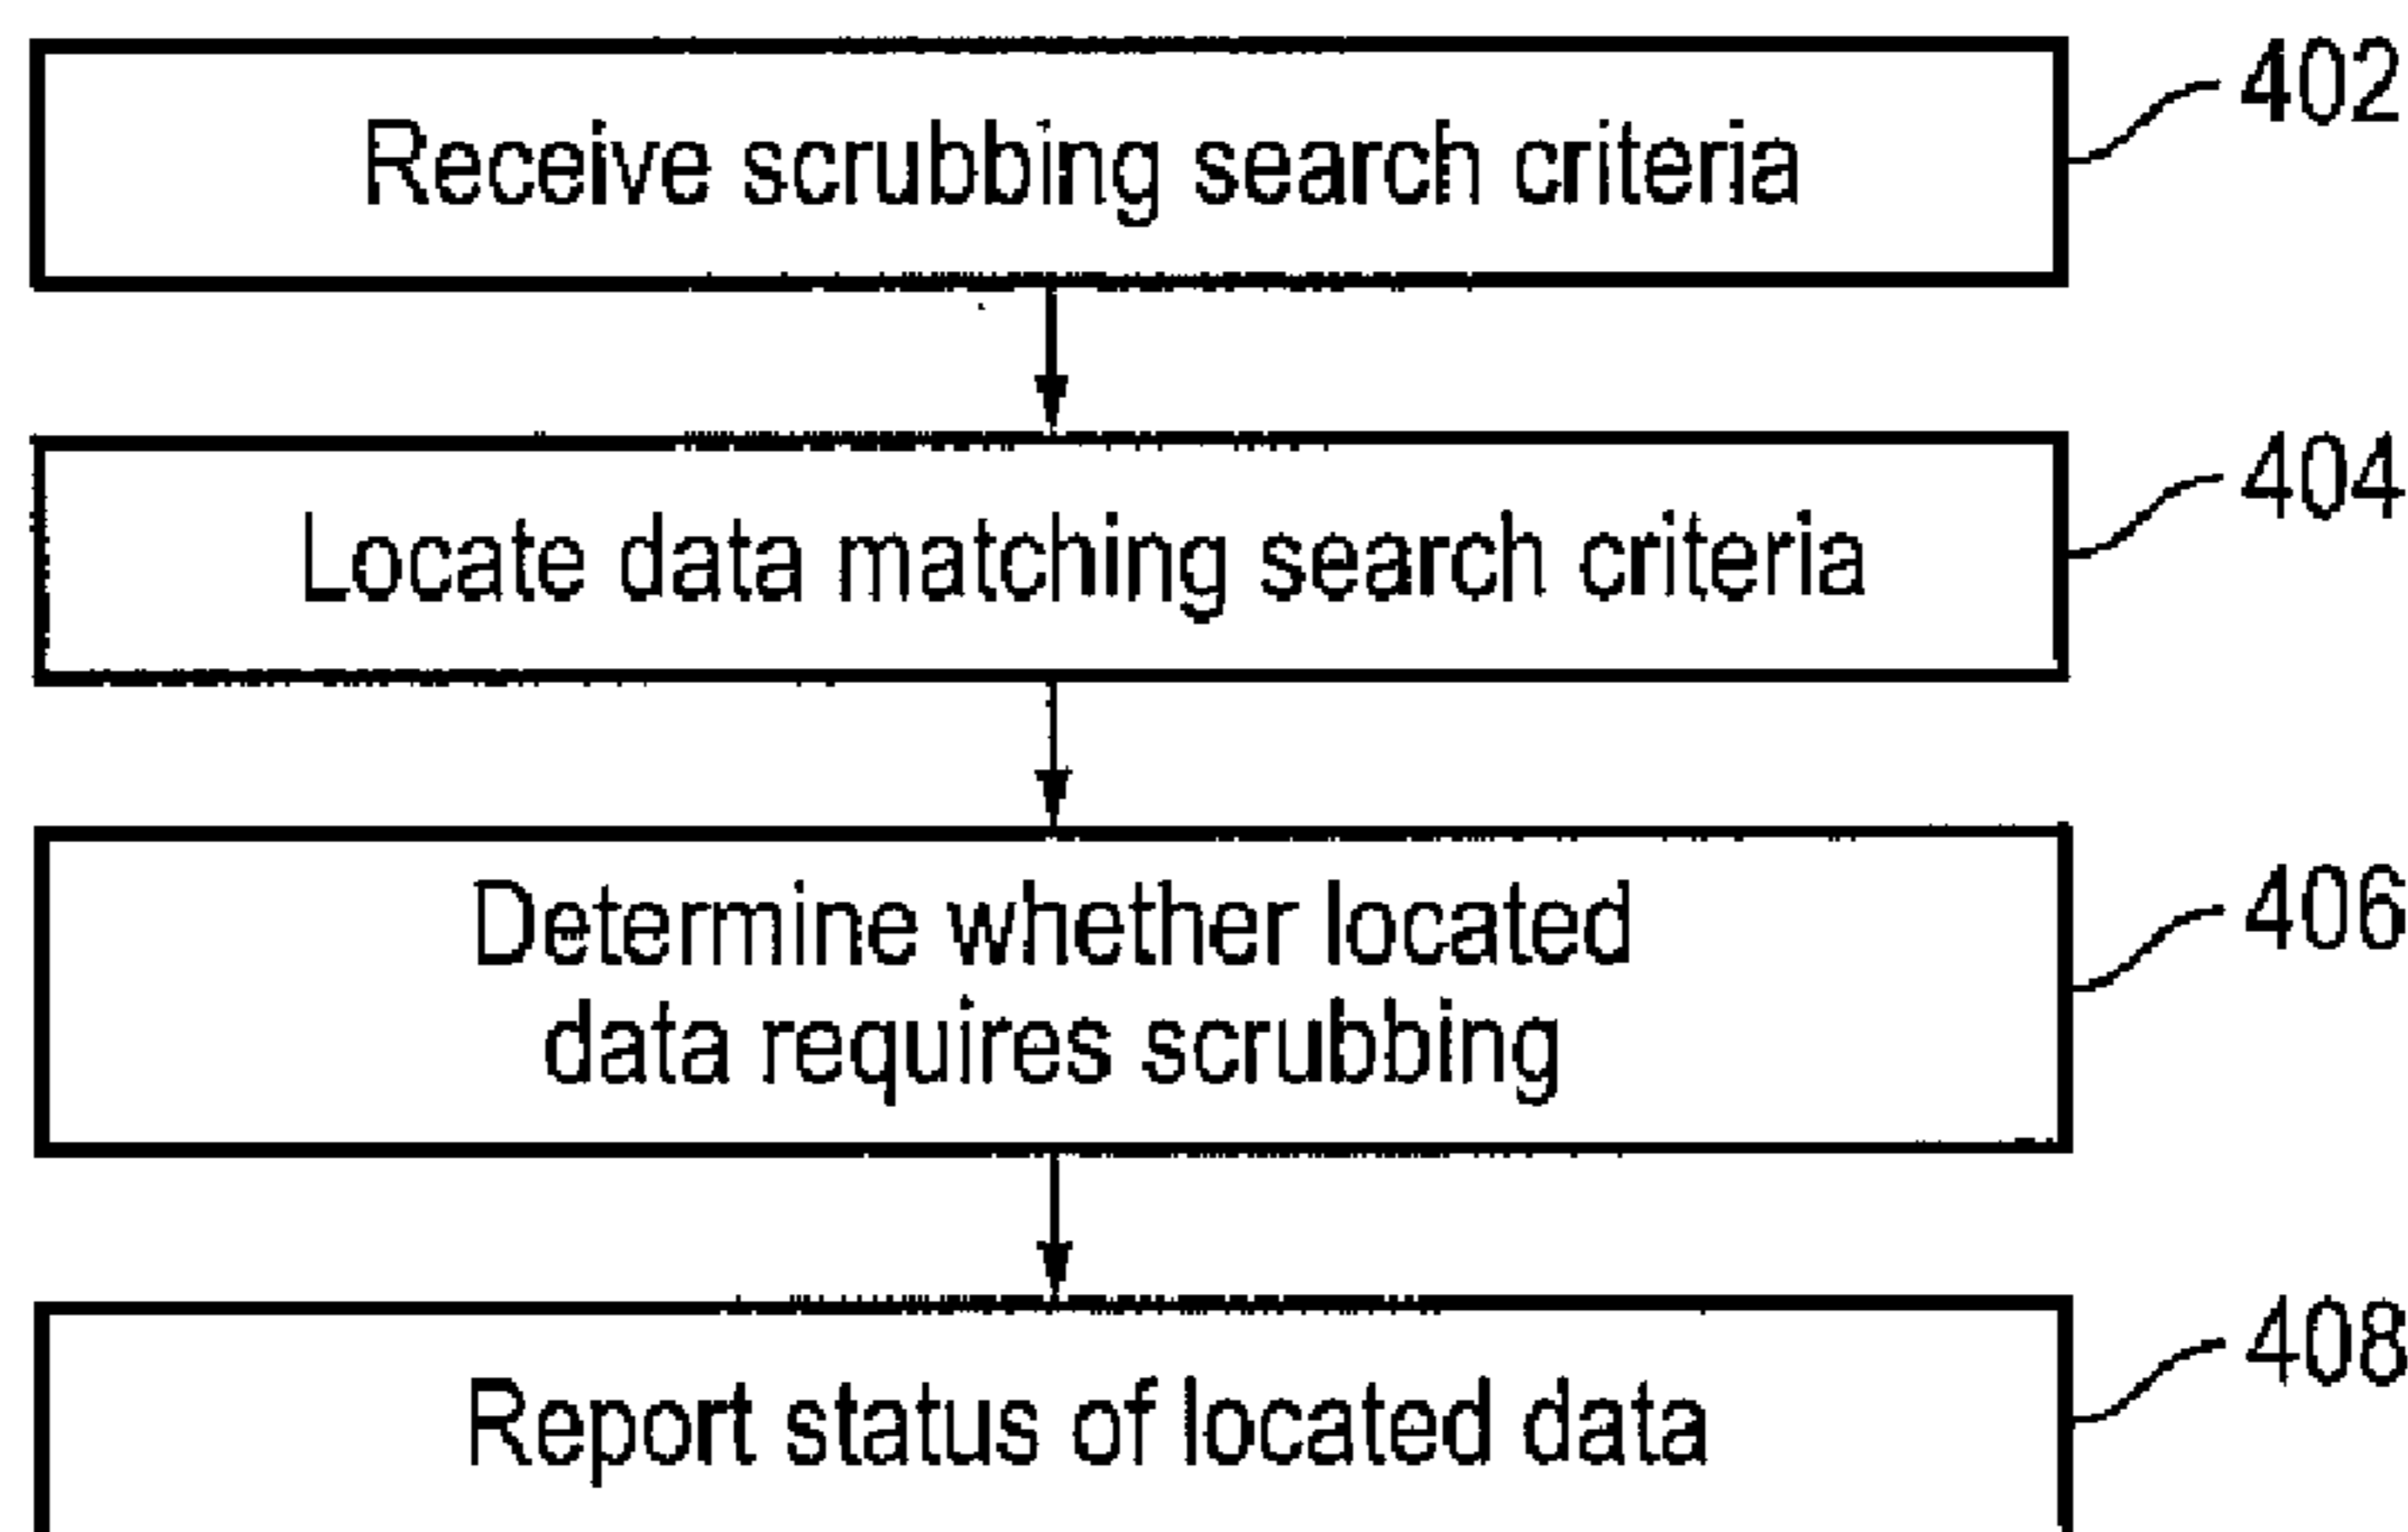 Receive scrubbing search criteria
402
Locate data matching search criteria
404
Determine whether located
data requires scrubbing
406
Report status of located data
408